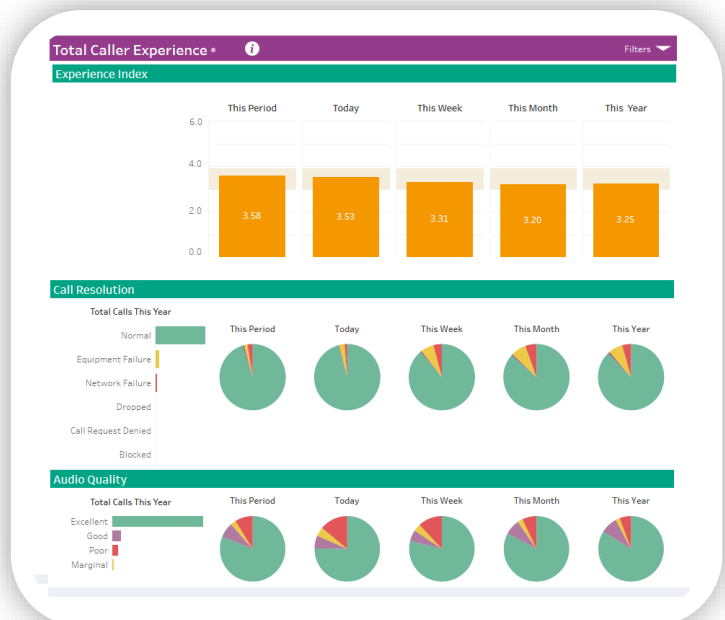 Total Caller Experience
i
Filters
Experience Index
This Period Today This Week This Month This Year
6.0
4.0
2.0
0.0
3.58 3.53 3.31 3.20 3.25
Call Resolution
Total Calls This Year
This Period Today This Week This Month This Year
Normal
Equipment Failure
Network Failure
Dropped
Call Request Denied
Blocked
Audio Quality
Total Calls This Year
This Period Today This Week This Month This Year
Excellent
Good
Poor
Marginal